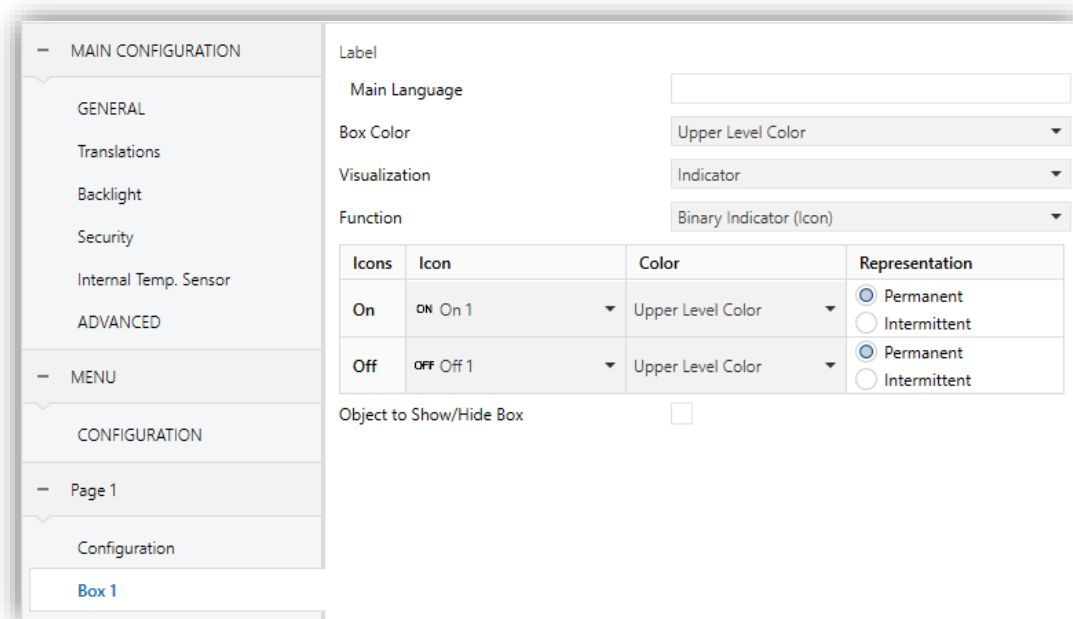 MAIN CONFIGURATION
GENERAL
Translations
Backlight
Security
Internal Temp. Sensor
ADVANCED
MENU
CONFIGURATION
Page 1
Configuration
Box 1
Label
Main Language
Box Color Upper Level Color
Visualization Indicator
Function Binary Indicator (Icon)
Icons Icon Color Representation
On ON On 1 Upper Level Color Permanent
Intermittent
Off OFF Off 1 Upper Level Color Permanent
Intermittent
Object to Show/Hide Box